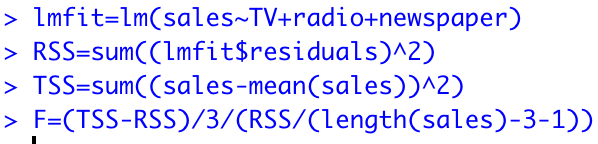 > lmfit=lm(sales~TV+radio+newspaper)
> RSS=sum((lmfit$residuals)^2)
> TSS=sum((sales-mean(sales))^2)
> F=(TSS-RSS)/3/(RSS/(length(sales)-3-1))